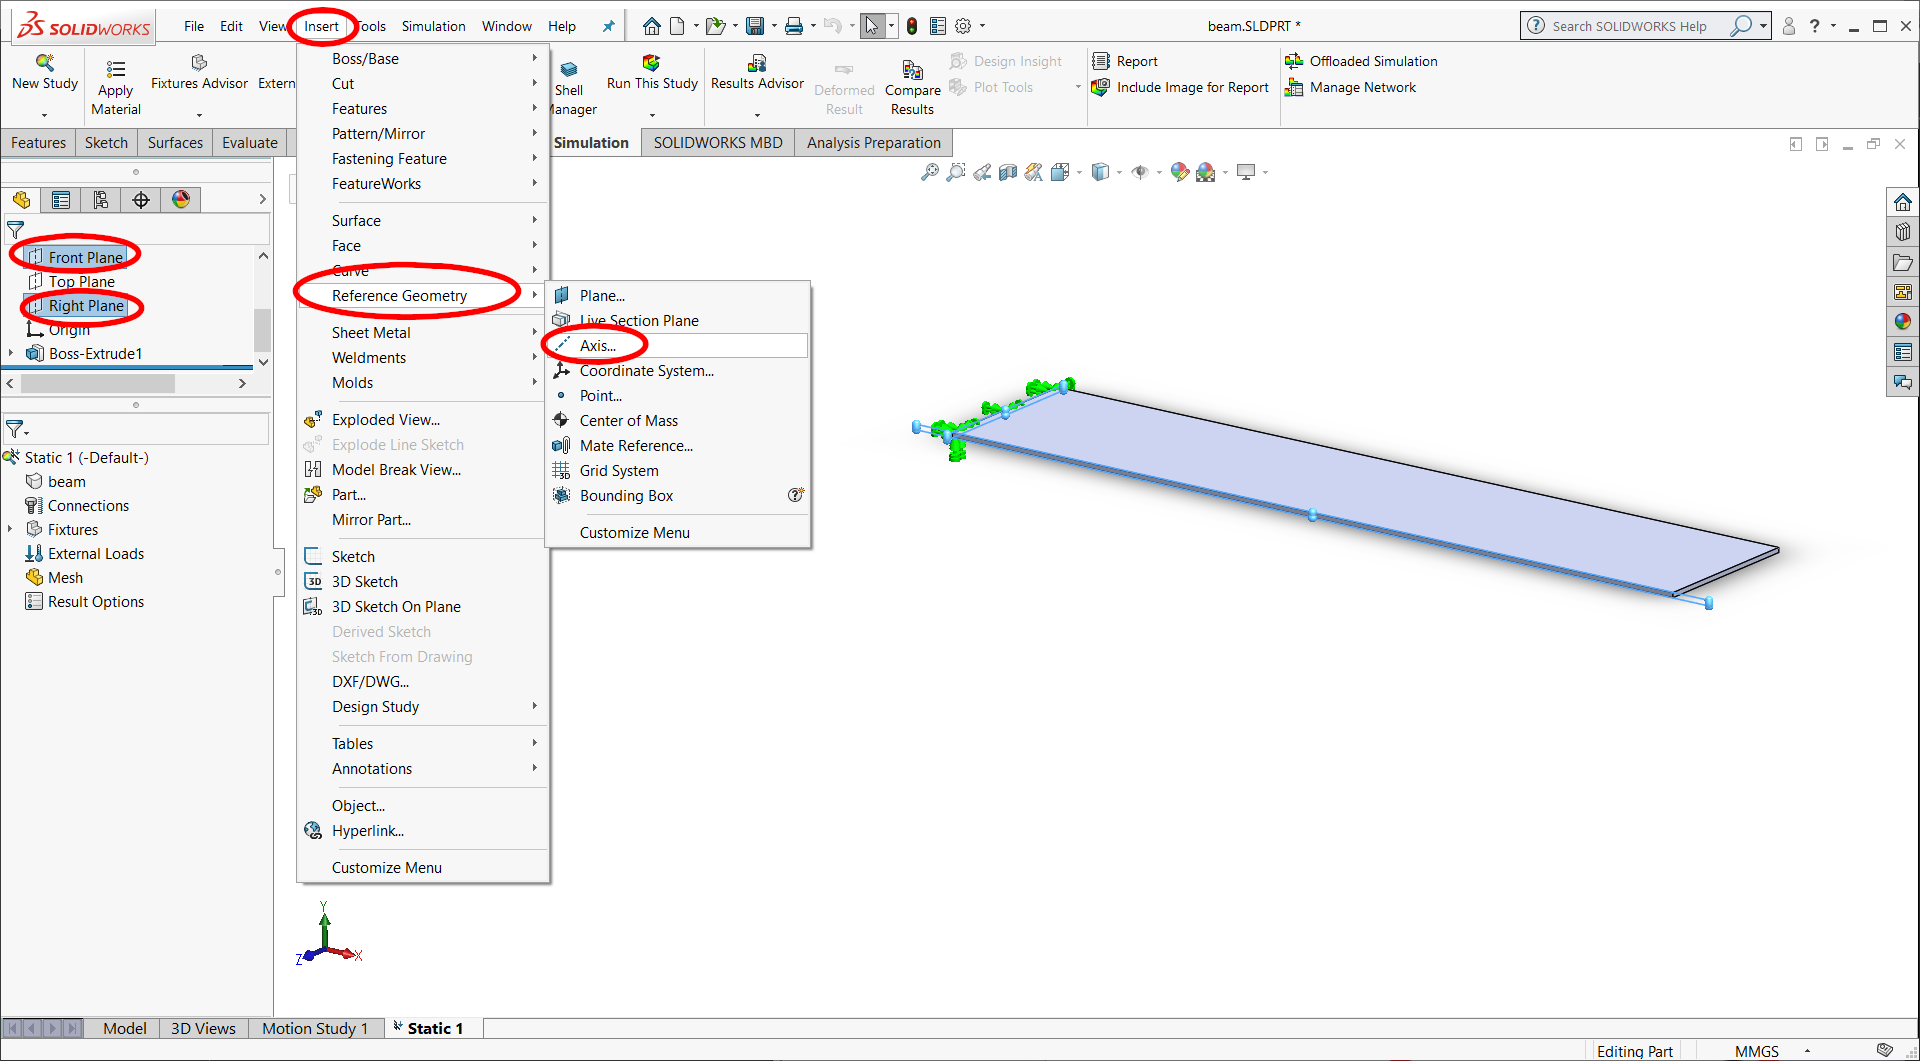 SOLIDWORKS
File Edit View Insert Tools Simulation Window Help
beam.SLDPRT *
Search SOLIDWORKS Help
New Study
Apply Material
Fixtures Advisor
Extern
Shell Manager
Run This Study
Results Advisor
Deformed Result
Compare Results
Design Insight
Plot Tools
Report
Include Image for Report
Offloaded Simulation
Manage Network
Features Sketch Surfaces Evaluate Simulation SOLIDWORKS MBD Analysis Preparation
Front Plane
Top Plane
Right Plane
Origin
Boss-Extrude1
Static 1 (-Default-)
beam
Connections
Fixtures
External Loads
Mesh
Result Options
Boss/Base
Cut
Features
Pattern/Mirror
Fastening Feature
FeatureWorks
Surface
Face
Curve
Reference Geometry
Sheet Metal
Weldments
Molds
Exploded View...
Explode Line Sketch
Model Break View...
Part...
Mirror Part...
Sketch
3D Sketch
3D Sketch On Plane
Derived Sketch
Sketch From Drawing
DXF/DWG...
Design Study
Tables
Annotations
Object...
Hyperlink...
Customize Menu
Plane...
Live Section Plane
Axis...
Coordinate System...
Point...
Center of Mass
Mate Reference...
Grid System
Bounding Box
Customize Menu
Y
Z X
Model 3D Views Motion Study 1 Static 1
Editing Part MMGS